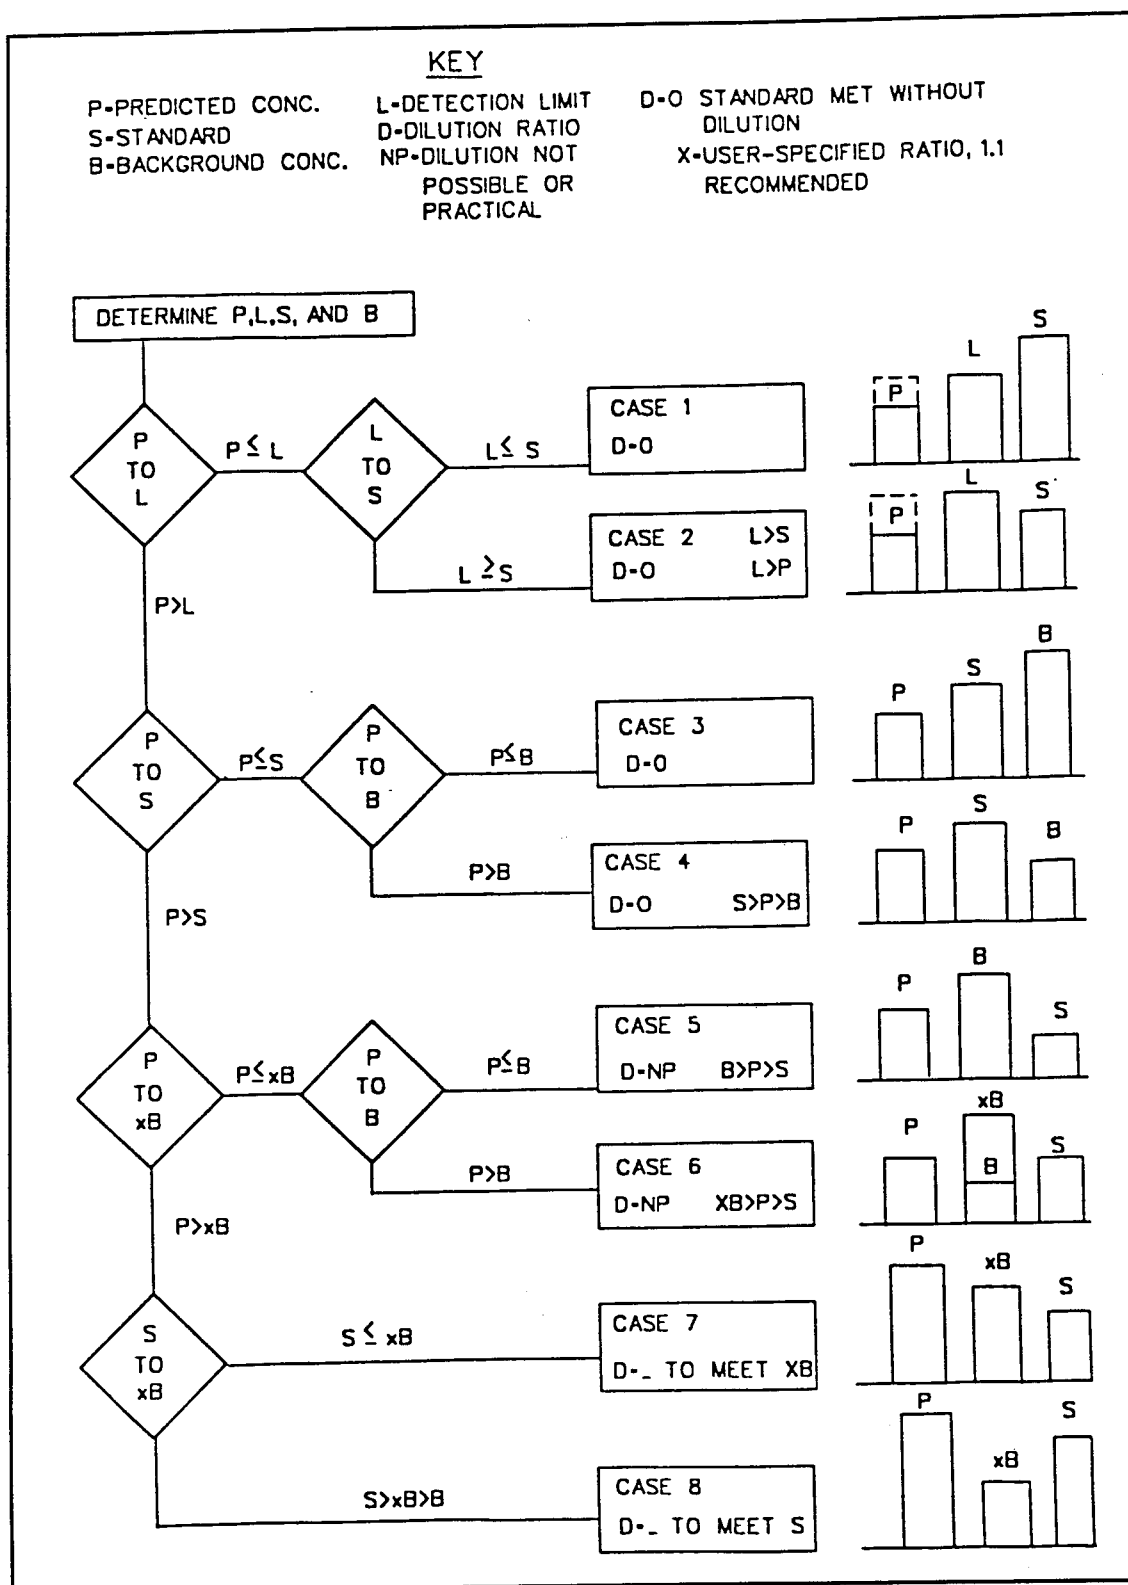 KEY
P-PREDICTED CONC.
S-STANDARD
B-BACKGROUND CONC.
L-DETECTION LIMIT
D-DILUTION RATIO
NP-DILUTION NOT
POSSIBLE OR
PRACTICAL
D-O STANDARD MET WITHOUT
DILUTION
X-USER-SPECIFIED RATIO, 1.1
RECOMMENDED
DETERMINE P,L,S, AND B
P
TO
L
P≤ L
L
TO
S
L≤ S
CASE 1
D-O
P
L
S
L ≥S
CASE 2 L>S
D-O L>P
P
L
S
P>L
P
TO
S
P≤S
P
TO
B
P≤B
CASE 3
D-O
P
S
B
P>B
CASE 4
D-O S>P>B
P
S
B
P>S
P
TO
xB
P≤xB
P
TO
B
P≤B
CASE 5
D-NP B>P>S
P
B
S
P>B
CASE 6
D-NP XB>P>S
P
xB
B
S
P>xB
S
TO
xB
S ≤ xB
CASE 7
D-_ TO MEET XB
P
xB
S
S>xB>B
CASE 8
D-_ TO MEET S
P
xB
S